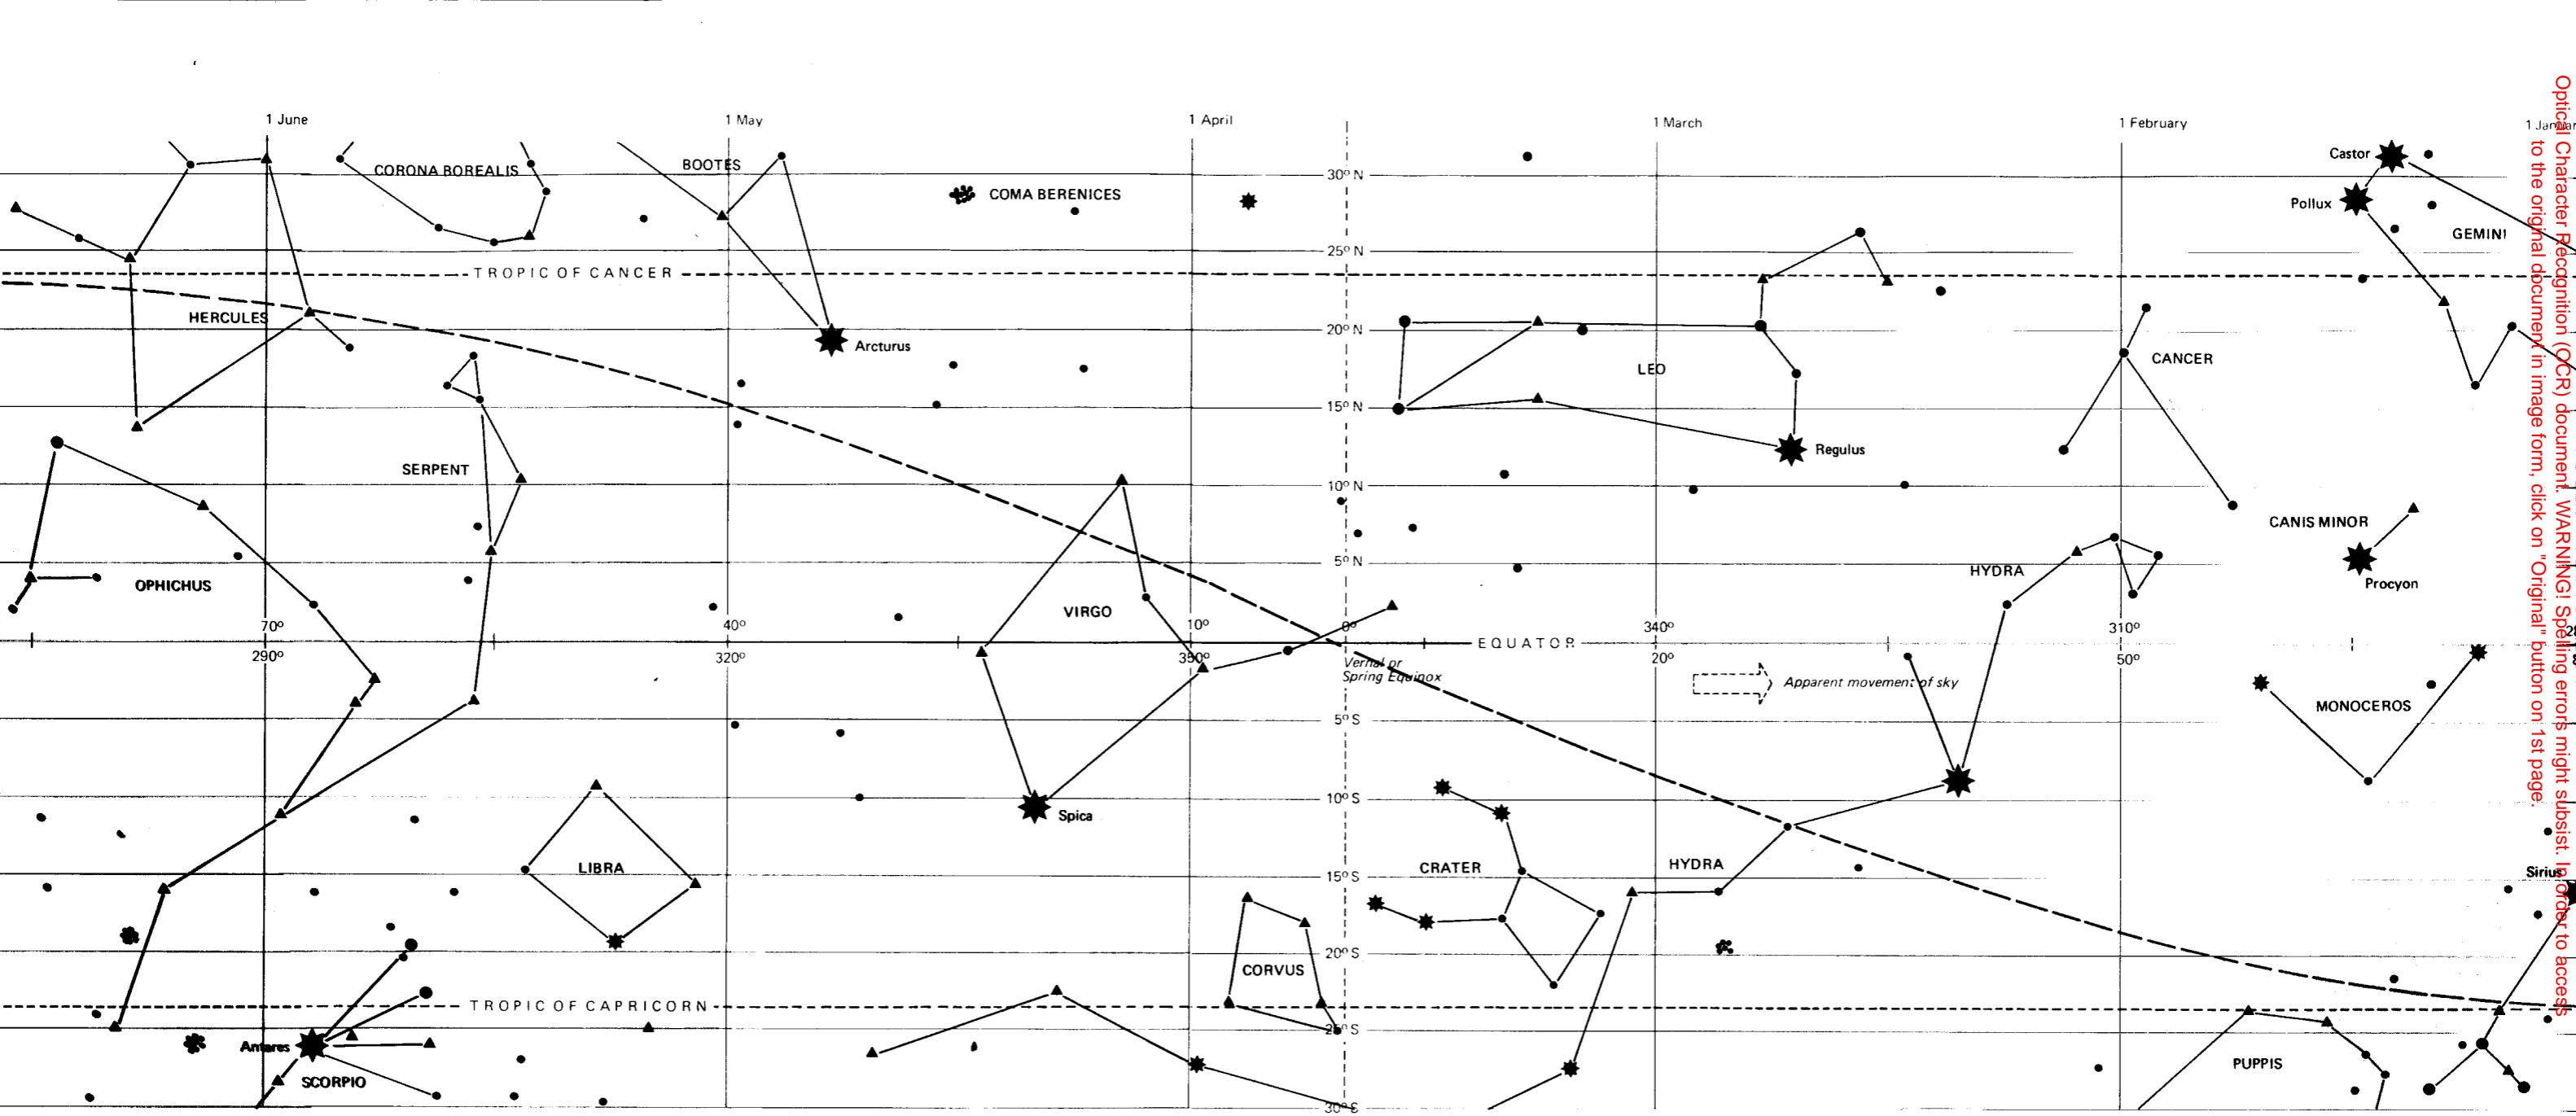 1 June
1 May
1 April
1 March
1 February
CORONA BOREALIS
BOOTES
COMA BERENICES
30° N
Castor
Pollux
GEMINI
25° N
TROPIC OF CANCER
HERCULES
20° N
Arcturus
LEO
CANCER
15° N
SERPENT
Regulus
10° N
CANIS MINOR
OPHICHUS
5° N
HYDRA
Procyon
VIRGO
70°
40°
10°
0°
340°
310°
EQUATOR
290°
320°
350°
20°
50°
Vernal or
Spring Equinox
Apparent movement of sky
MONOCEROS
5° S
10° S
Spica
LIBRA
15° S
CRATER
HYDRA
Sirius
20° S
CORVUS
TROPIC OF CAPRICORN
25° S
Antares
SCORPIO
PUPPIS
30° S
Optical Character Recognition (OCR) document. WARNING! Spelling errors might subsist. In order to access
to the original document in image form, click on "Original" button on 1st page.